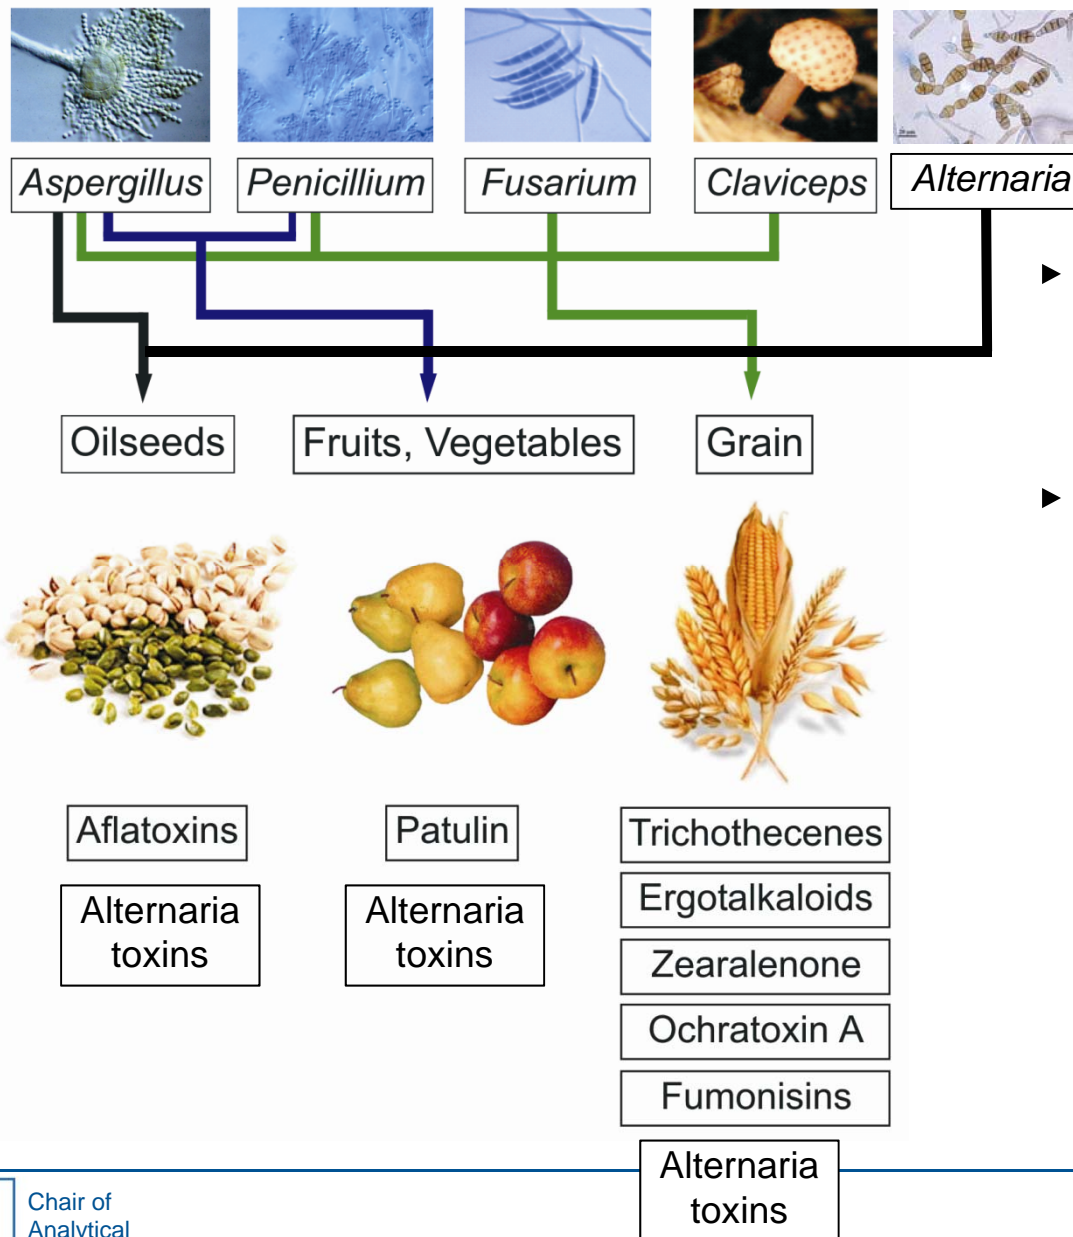 Aspergillus
Penicillium
Fusarium
Claviceps
Alternaria
Oilseeds
Fruits, Vegetables
Grain
Aflatoxins
Patulin
Trichothecenes
Alternaria
toxins
Alternaria
toxins
Ergotalkaloids
Zearalenone
Ochratoxin A
Fumonisins
Alternaria
toxins
Chair of
Analytical